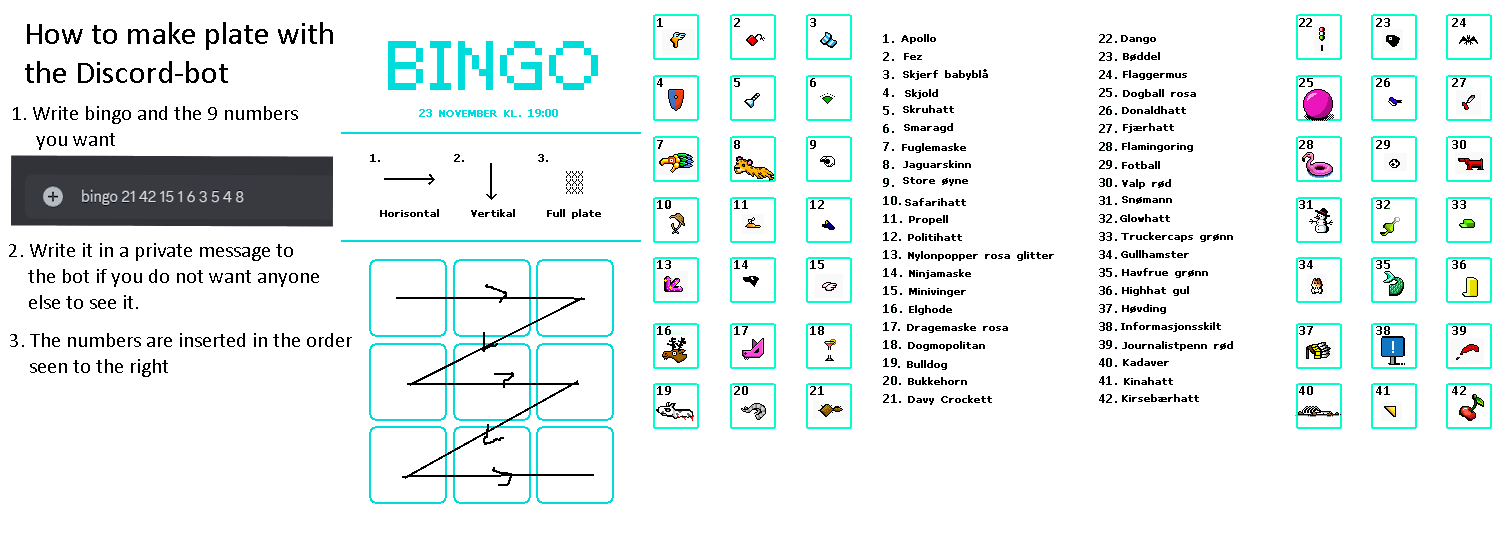 How to make plate with
the Discord-bot
1. Write bingo and the 9 numbers
you want
bingo 21 42 15 1 6 3 5 4 8
2. Write it in a private message to
the bot if you do not want anyone
else to see it.
3. The numbers are inserted in the order
seen to the right
BINGO
23 NOVEMBER KL. 19:00
1.
2.
3.
Horisontal
Vertikal
Full plate
1
2
3
4
5
6
7
8
9
10
11
12
13
14
15
16
17
18
19
20
21
1. Apollo
2. Fez
3. Skjerf babyblå
4. Skjold
5. Skruhatt
6. Smaragd
7. Fuglemaske
8. Jaguarskinn
9. Store øyne
10. Safarihatt
11. Propell
12. Politihatt
13. Nylonpopper rosa glitter
14. Ninjamaske
15. Minivinger
16. Elghode
17. Dragemaske rosa
18. Dogmopolitan
19. Bulldog
20. Bukkehorn
21. Davy Crockett
22. Dango
23. Bøddel
24. Flaggermus
25. Dogball rosa
26. Donaldhatt
27. Fjærhatt
28. Flamingoring
29. Fotball
30. Valp rød
31. Snømann
32. Glowhatt
33. Truckercaps grønn
34. Gullhamster
35. Havfrue grønn
36. Highhat gul
37. Høvding
38. Informasjonsskilt
39. Journalistpenn rød
40. Kadaver
41. Kinahatt
42. Kirsebærhatt
22
23
24
25
26
27
28
29
30
31
32
33
34
35
36
37
38
39
40
41
42